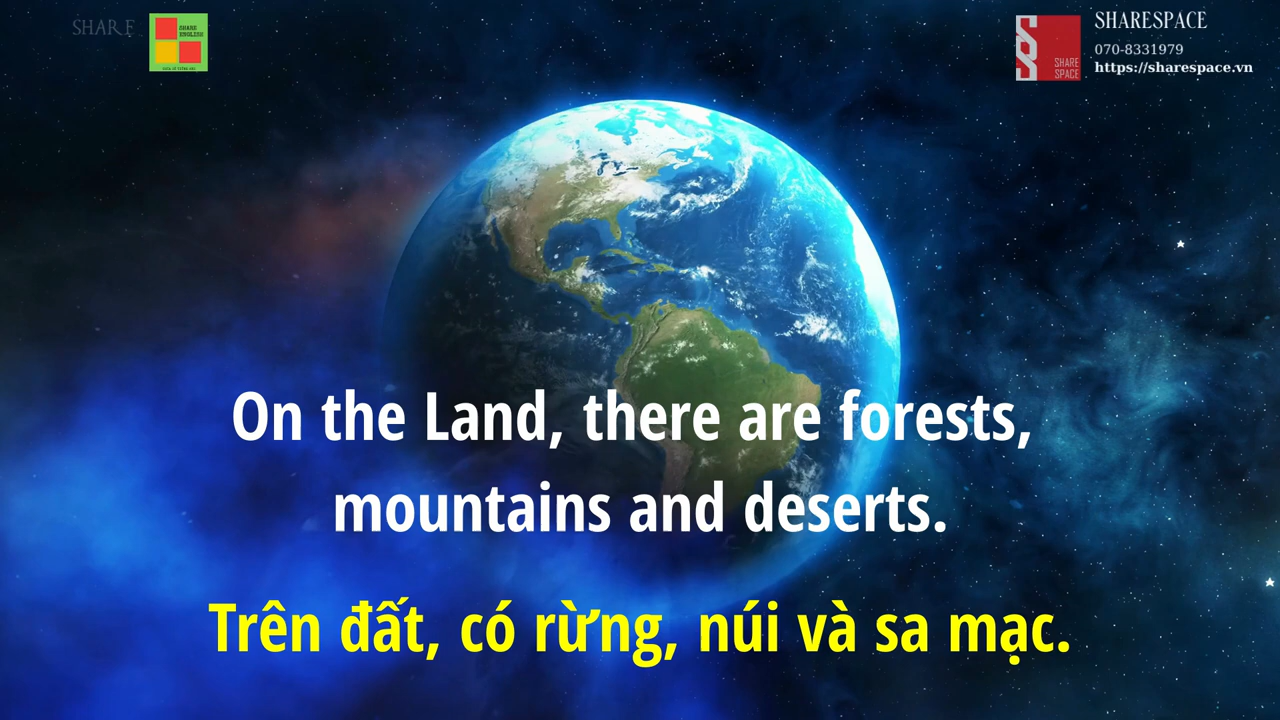 SHARE
SHARE
ENGLISH
SHARE
SPACE
SHARESPACE
070-8331979
https://sharespace.vn
On the Land, there are forests,
mountains and deserts.
Trên đất, có rừng, núi và sa mạc.